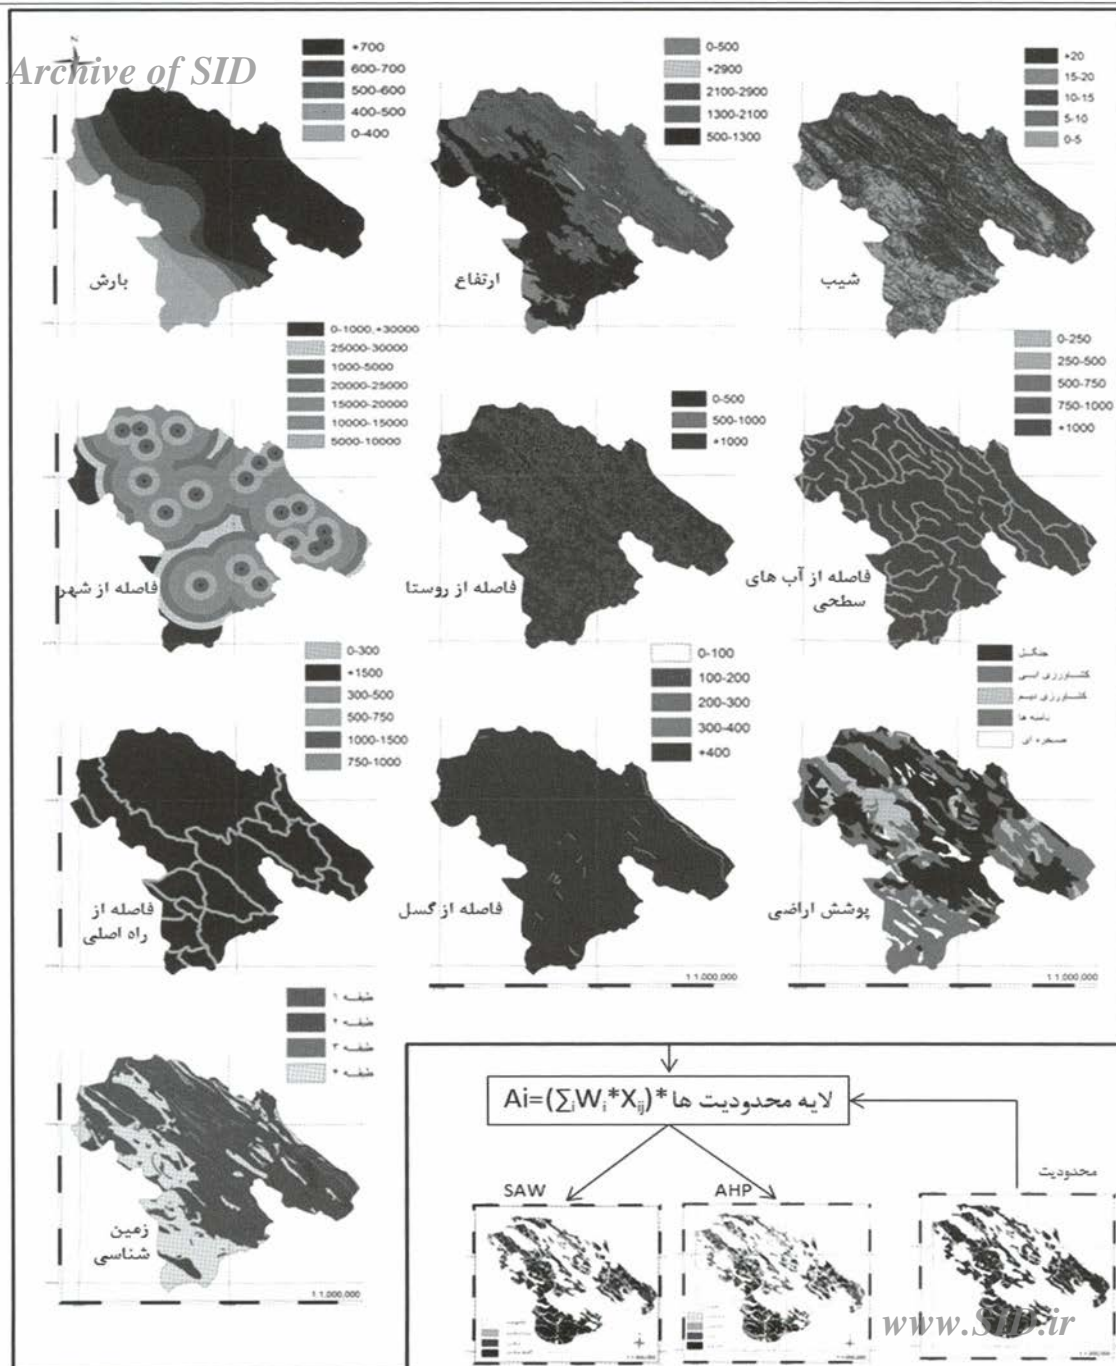 Archive of SID
N
+700
600-700
500-600
400-500
0-400
بارش
0-500
+2900
2100-2900
1300-2100
500-1300
ارتفاع
+20
15-20
10-15
5-10
0-5
شیب
0-1000,+30000
25000-30000
1000-5000
20000-25000
15000-20000
10000-15000
5000-10000
فاصله از شهر
0-500
500-1000
+1000
فاصله از روستا
0-250
250-500
500-750
750-1000
+1000
فاصله از آب های
سطحی
0-300
+1500
300-500
500-750
1000-1500
750-1000
فاصله از
راه اصلی
0-100
100-200
200-300
300-400
+400
فاصله از گسل
1:1,000,000
جنگل
کشاورزی آبی
کشاورزی دیم
دامنه ها
صخره ای
پوشش اراضی
1:1,000,000
طبقه ۱
طبقه ۲
طبقه ۳
طبقه ۴
زمین
شناسی
1:1,000,000
Ai=(∑iWi*Xij)* لایه محدودیت ها
SAW
AHP
محدودیت
www.SID.ir